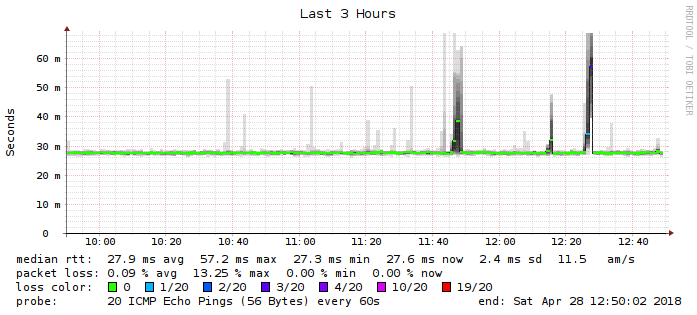 Last 3 Hours
RRDTOOL / TOBI OETIKER
Seconds
60 m
50 m
40 m
30 m
20 m
10 m
0
10:00 10:20 10:40 11:00 11:20 11:40 12:00 12:20 12:40
median rtt: 27.9 ms avg 57.2 ms max 27.3 ms min 27.6 ms now 2.4 ms sd 11.5 am/s
packet loss: 0.09 % avg 13.25 % max 0.00 % min 0.00 % now
loss color: 0 1/20 2/20 3/20 4/20 10/20 19/20
probe: 20 ICMP Echo Pings (56 Bytes) every 60s end: Sat Apr 28 12:50:02 2018